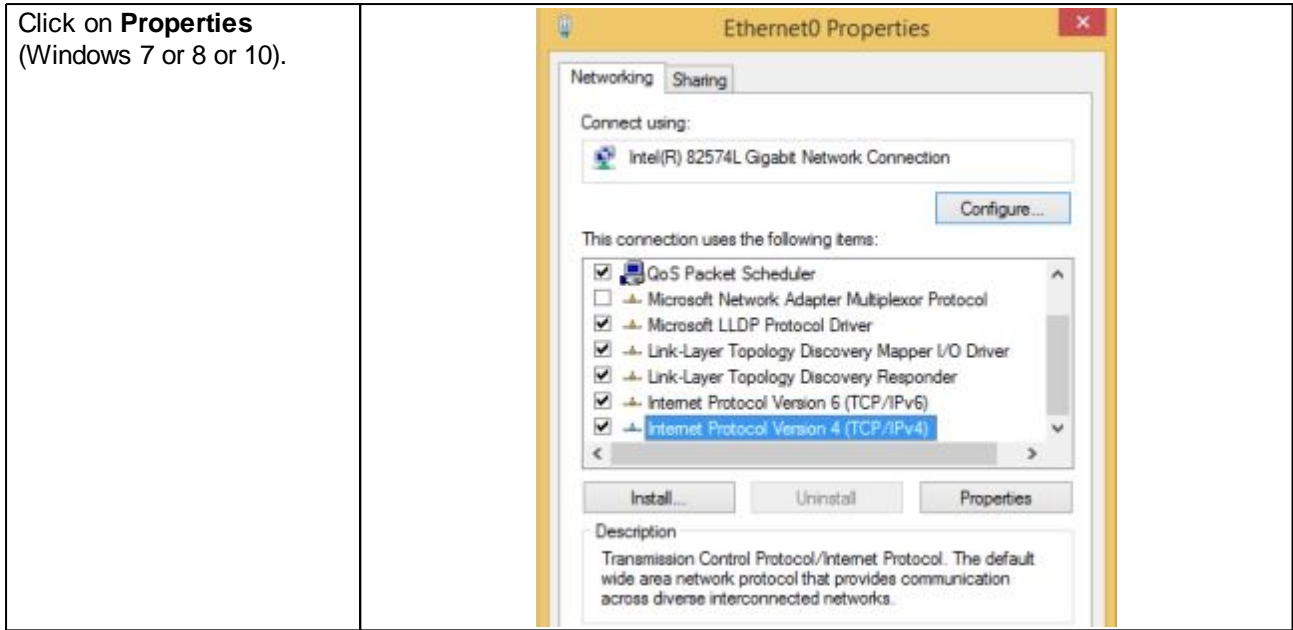 Click on Properties
(Windows 7 or 8 or 10).
Ethernet0 Properties
Networking
Sharing
Connect using:
Intel(R) 82574L Gigabit Network Connection
Configure...
This connection uses the following items:
QoS Packet Scheduler
Microsoft Network Adapter Multiplexor Protocol
Microsoft LLDP Protocol Driver
Link-Layer Topology Discovery Mapper I/O Driver
Link-Layer Topology Discovery Responder
Internet Protocol Version 6 (TCP/IPv6)
Internet Protocol Version 4 (TCP/IPv4)
Install...
Uninstall
Properties
Description
Transmission Control Protocol/Internet Protocol. The default
wide area network protocol that provides communication
across diverse interconnected networks.